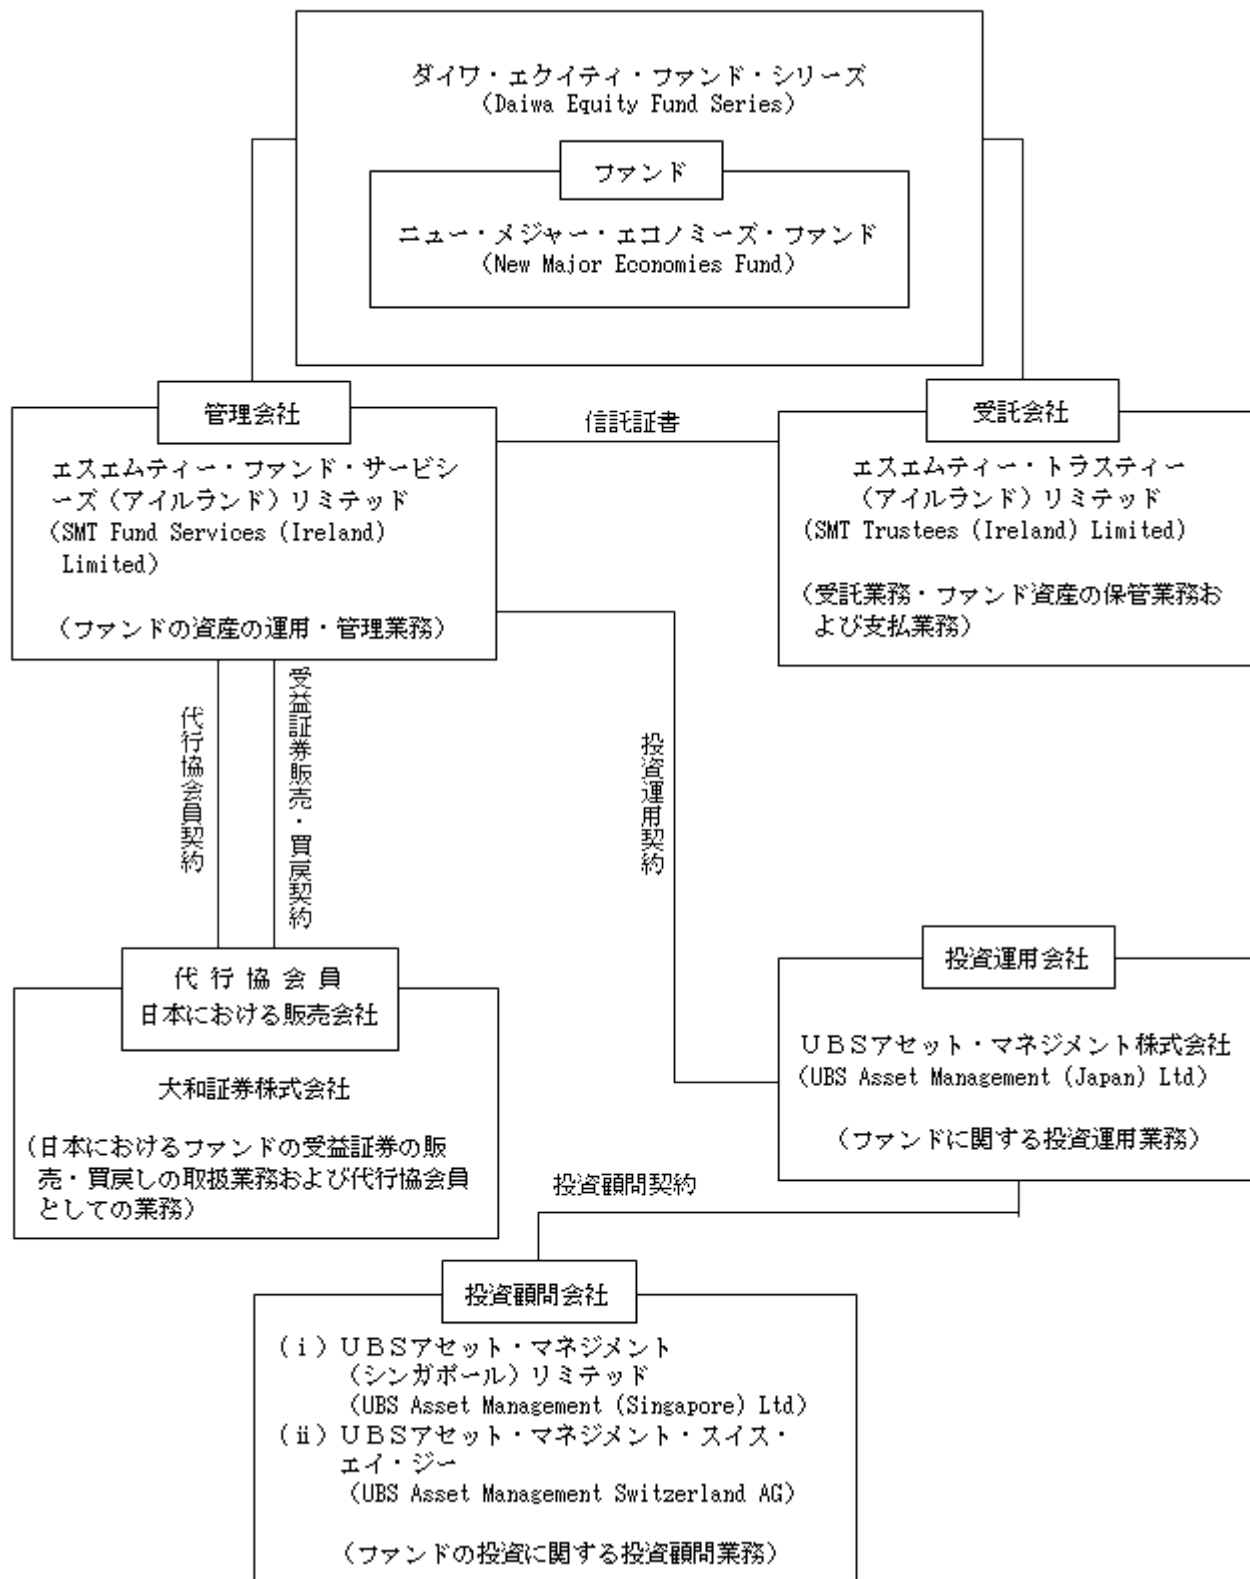 ダイワ・エクイティ・ファンド・シリーズ
(Daiwa Equity Fund Series)
ファンド
ニュー・メジャー・エコノミーズ・ファンド
(New Major Economies Fund)
管理会社
エスエムティー・ファンド・サービシ
ーズ（アイルランド）リミテッド
(SMT Fund Services (Ireland)
Limited)
（ファンドの資産の運用・管理業務）
信託証書
受託会社
エスエムティー・トラスティー
（アイルランド）リミテッド
(SMT Trustees (Ireland) Limited)
（受託業務・ファンド資産の保管業務お
よび支払業務）
代行協会員契約
受益証券販売・買戻契約
投資運用契約
代行協会員
日本における販売会社
大和証券株式会社
（日本におけるファンドの受益証券の販
売・買戻しの取扱業務および代行協会員
としての業務）
投資運用会社
ＵＢＳアセット・マネジメント株式会社
(UBS Asset Management (Japan) Ltd)
（ファンドに関する投資運用業務）
投資顧問契約
投資顧問会社
(ⅰ) ＵＢＳアセット・マネジメント
（シンガポール）リミテッド
(UBS Asset Management (Singapore) Ltd)
(ⅱ) ＵＢＳアセット・マネジメント・スイス・
エイ・ジー
(UBS Asset Management Switzerland AG)
（ファンドの投資に関する投資顧問業務）